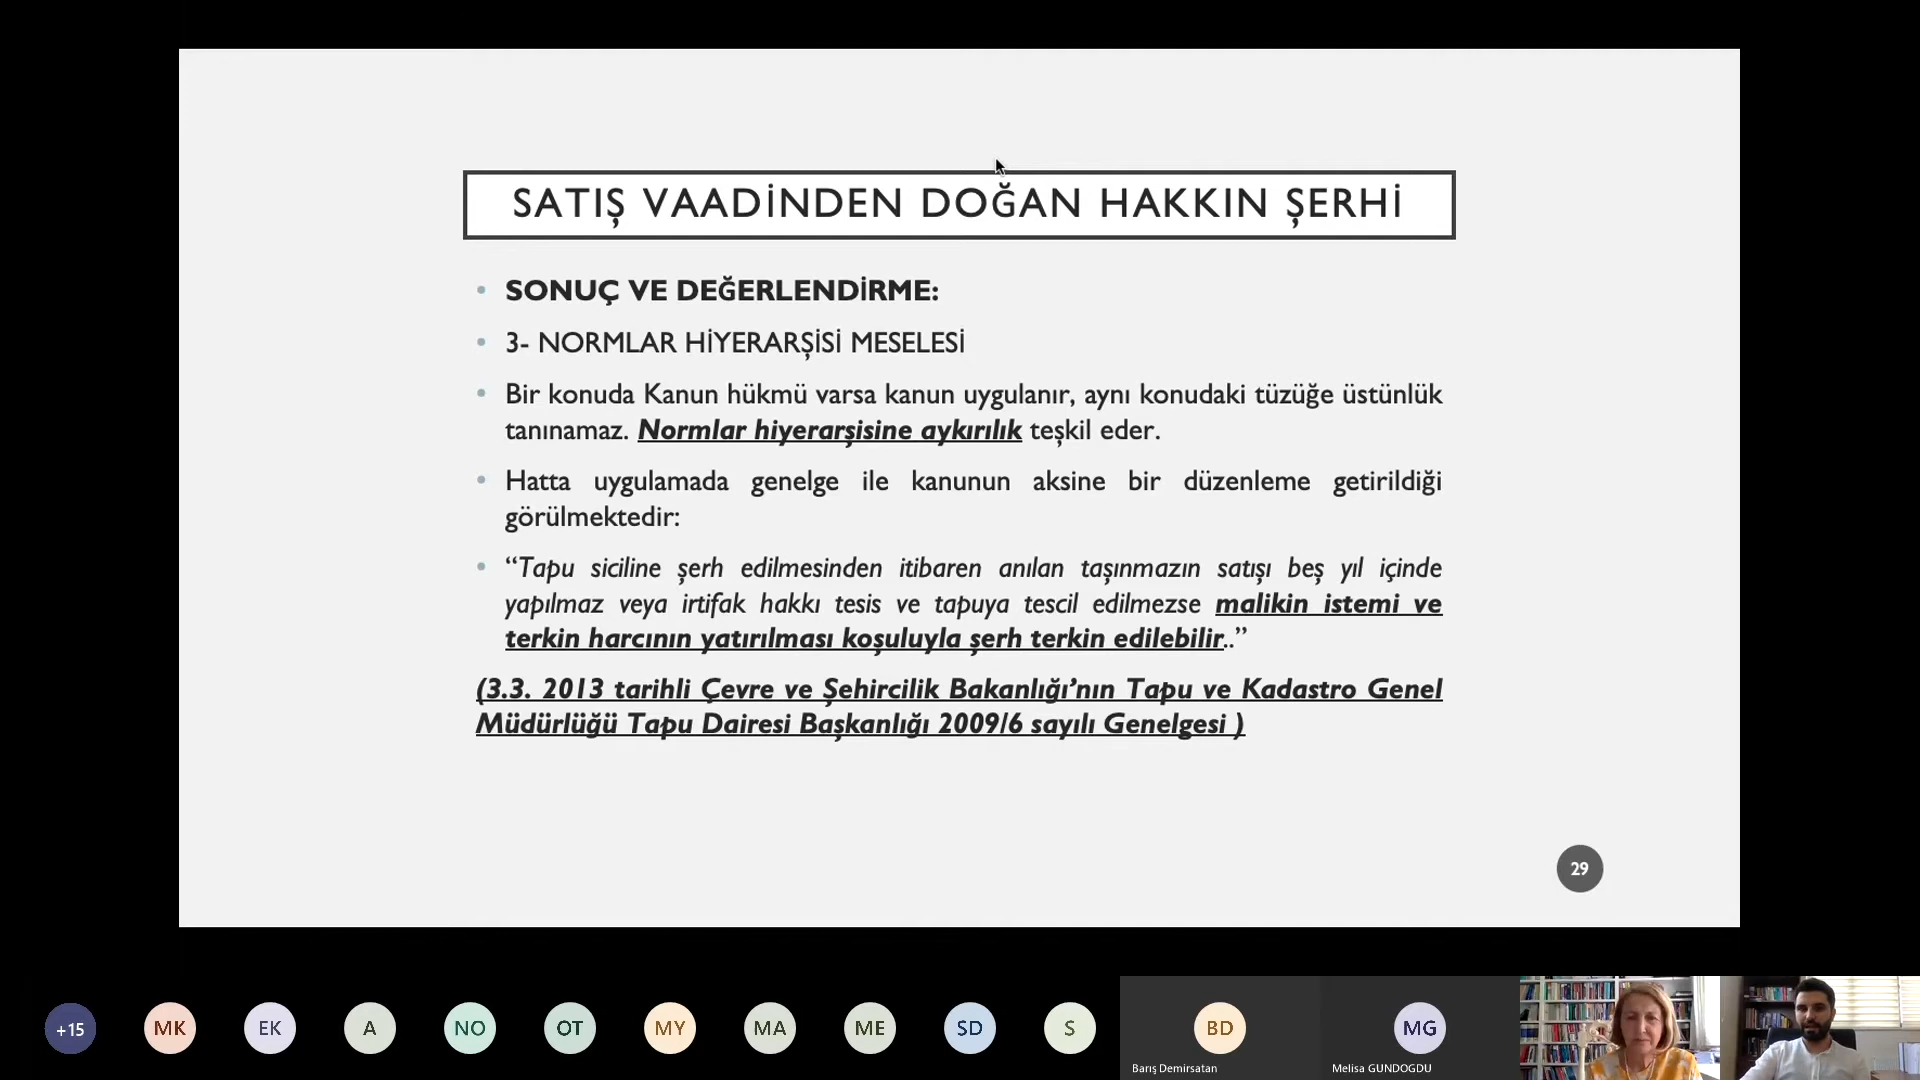 SATIŞ VAADİNDEN DOĞAN HAKKIN ŞERHİ
• SONUÇ VE DEĞERLENDİRME:
• 3- NORMLAR HİYERARŞİSİ MESELESİ
• Bir konuda Kanun hükmü varsa kanun uygulanır, aynı konudaki tüzüğe üstünlük
tanınamaz. Normlar hiyerarşisine aykırılık teşkil eder.
• Hatta uygulamada genelge ile kanunun aksine bir düzenleme getirildiği
görülmektedir:
• “Tapu siciline şerh edilmesinden itibaren anılan taşınmazın satışı beş yıl içinde
yapılmaz veya irtifak hakkı tesis ve tapuya tescil edilmezse malikin istemi ve
terkin harcının yatırılması koşuluyla şerh terkin edilebilir..”
(3.3. 2013 tarihli Çevre ve Şehircilik Bakanlığı’nın Tapu ve Kadastro Genel
Müdürlüğü Tapu Dairesi Başkanlığı 2009/6 sayılı Genelgesi )
29
+15 MK EK A NO OT MY MA ME SD S BD MG
Barış Demirsatan Melisa GUNDOGDU